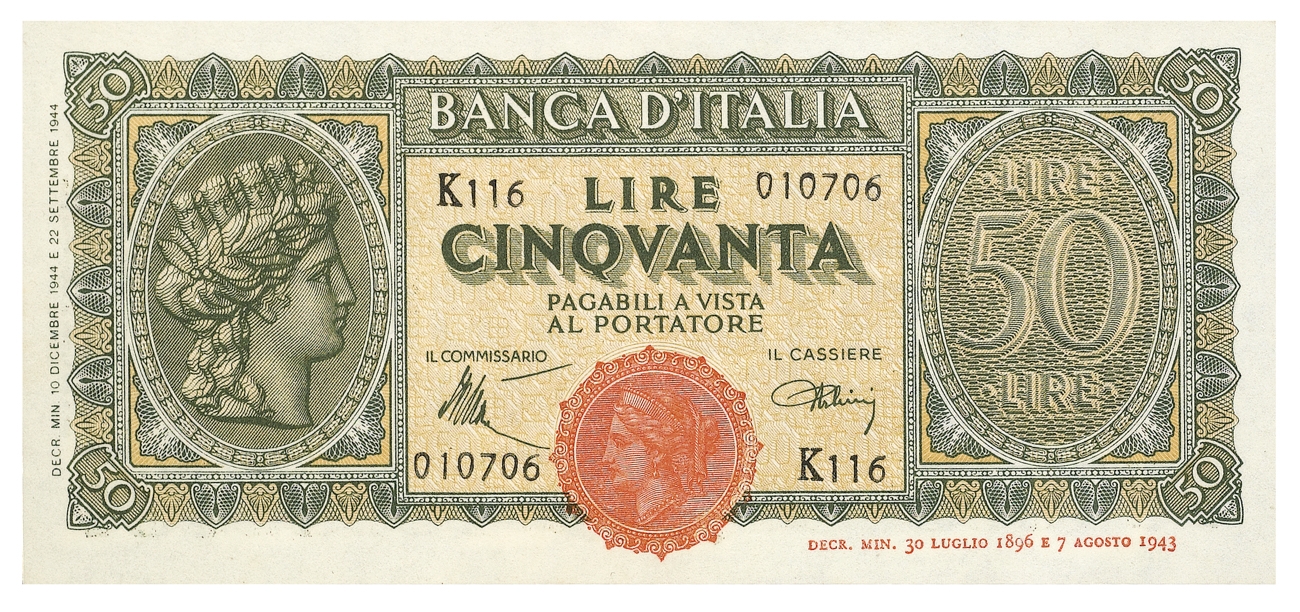 50
50
BANCA D'ITALIA
K116
LIRE
010706
CINQVANTA
PAGABILI A VISTA
AL PORTATORE
IL COMMISSARIO
IL CASSIERE
010706
K116
LIRE
50
LIRE
50
50
DECR. MIN. 10 DICEMBRE 1944 E 22 SETTEMBRE 1944
DECR. MIN. 30 LUGLIO 1896 E 7 AGOSTO 1943